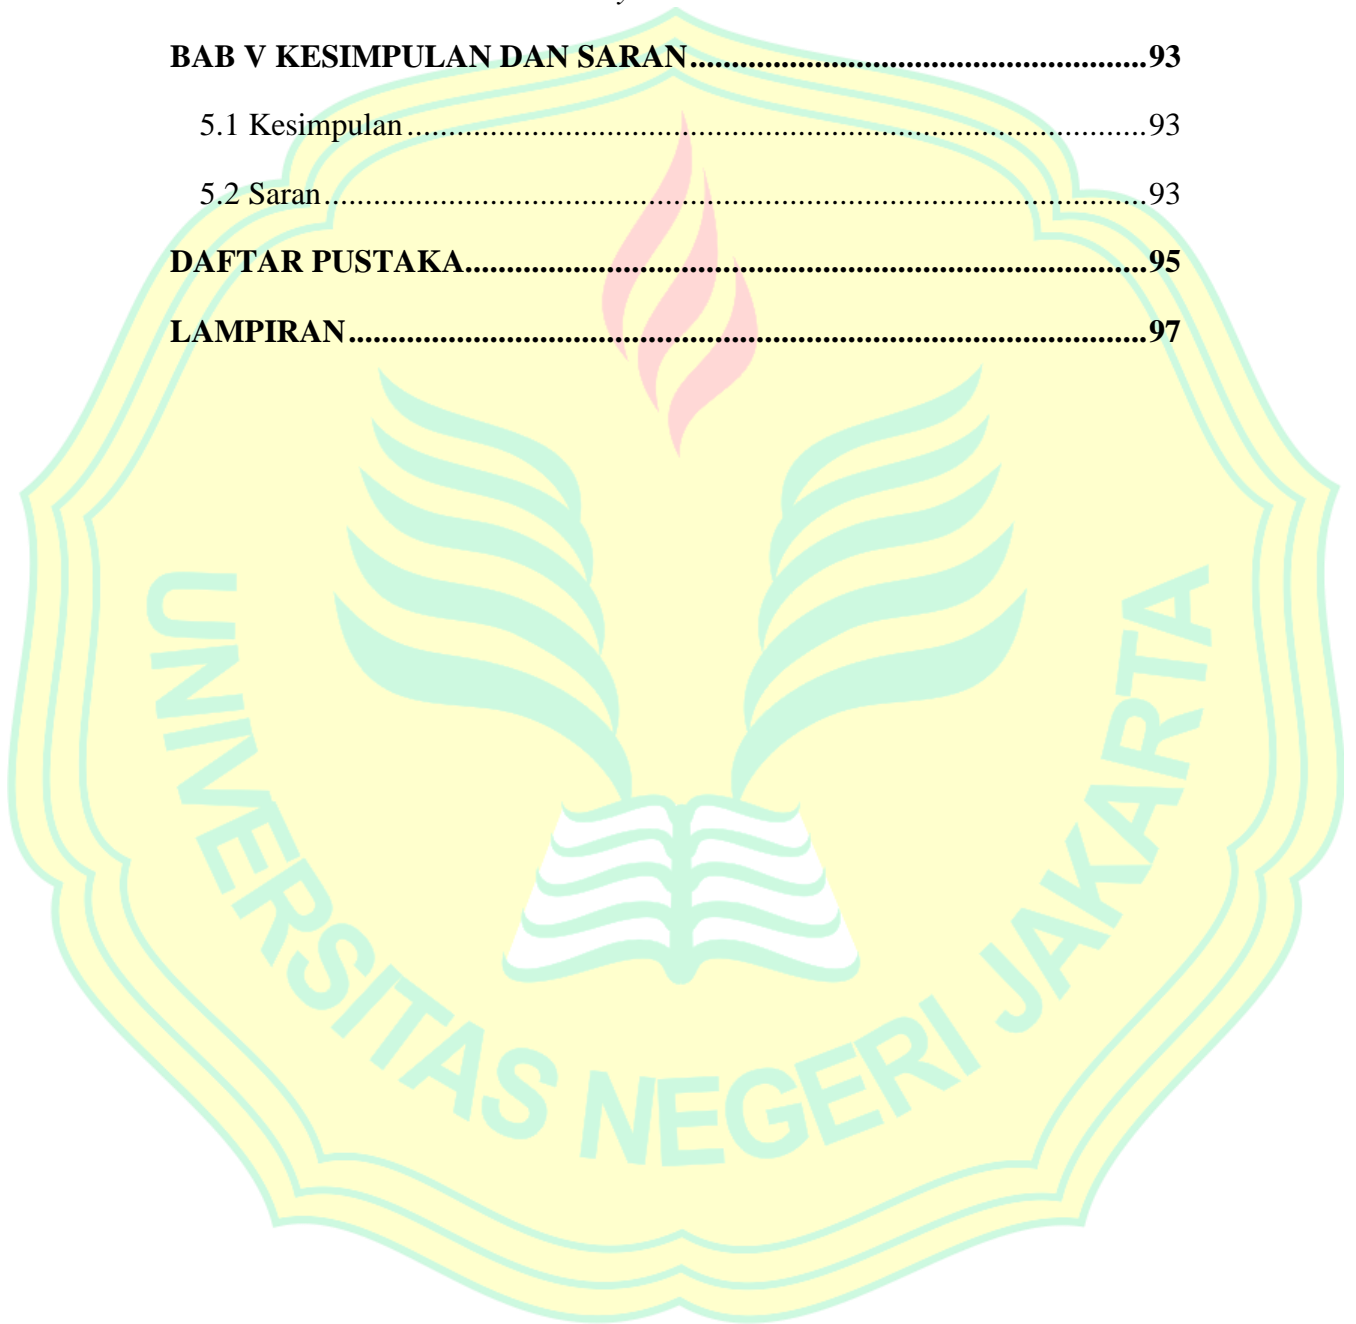 BAB V KESIMPULAN DAN SARAN........................................................93
5.1 Kesimpulan...........................................................................................93
5.2 Saran.....................................................................................................93
DAFTAR PUSTAKA...................................................................................95
LAMPIRAN.................................................................................................97
UNIVERSITAS NEGERI JAKARTA